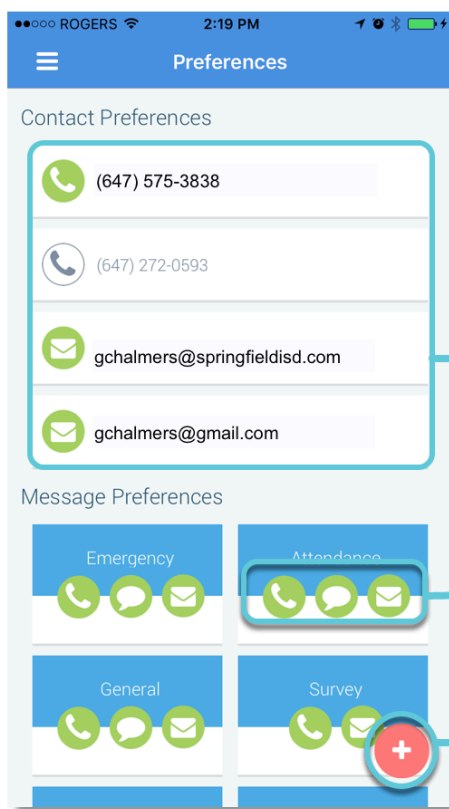 ROGERS 2:19 PM
Preferences
Contact Preferences
(647) 575-3838
(647) 272-0593
gchalmers@springfieldisd.com
gchalmers@gmail.com
Message Preferences
Emergency Attendance
General Survey
+